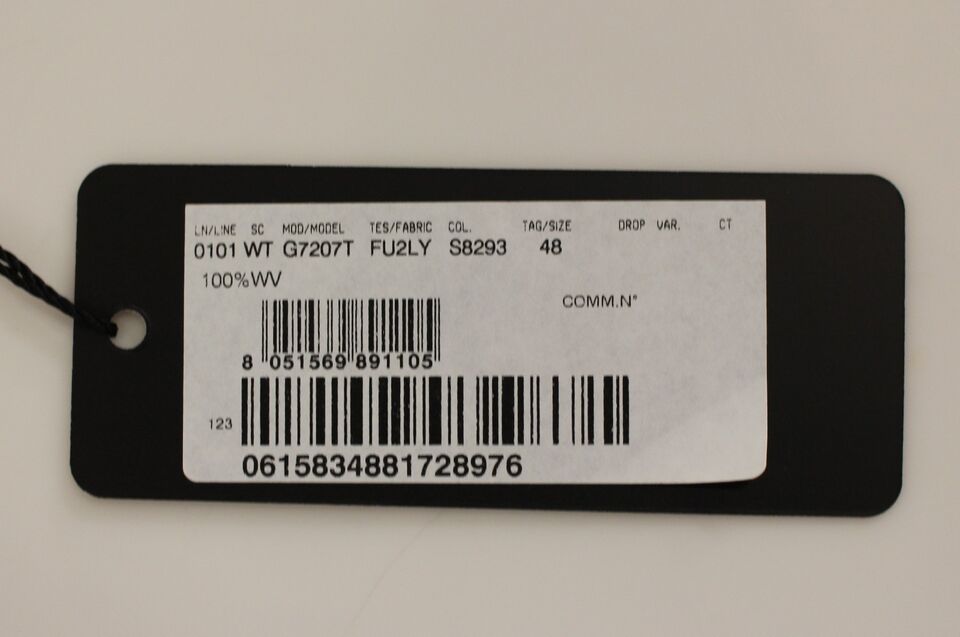 LN/LINE SC MOD/MODEL TES/FABRIC COL. TAG/SIZE DROP VAR. CT
0101 WT G7207T FU2LY S8293 48
100%WV
COMM.N°
8 051569 891105
123
0615834881728976